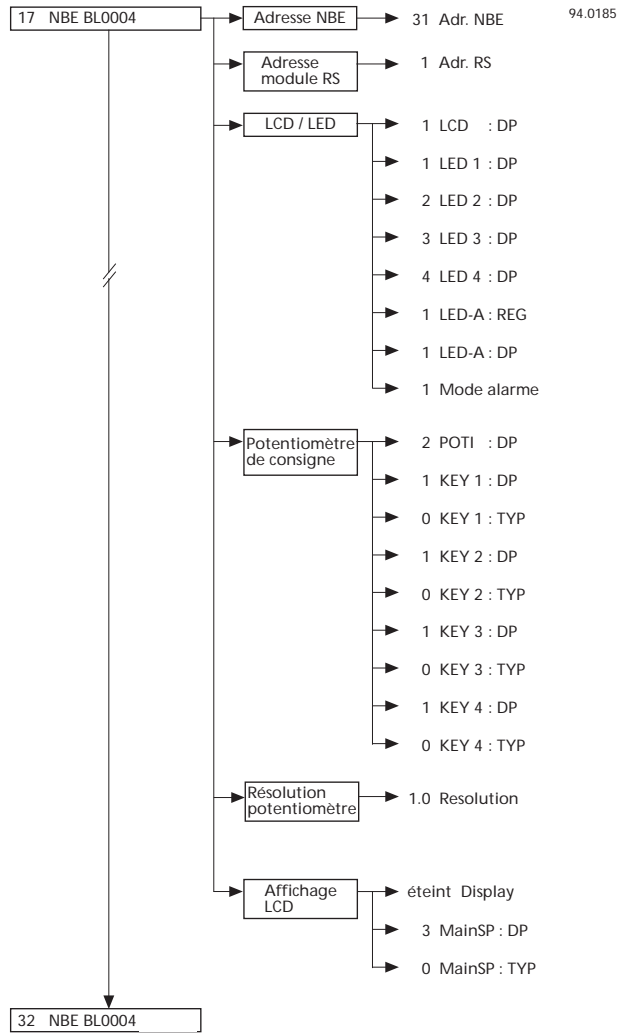 17 NBE BL0004
Adresse NBE
31 Adr. NBE
94.0185
Adresse
module RS
1 Adr. RS
LCD / LED
1 LCD : DP
1 LED 1 : DP
2 LED 2 : DP
3 LED 3 : DP
4 LED 4 : DP
1 LED-A : REG
1 LED-A : DP
1 Mode alarme
Potentiomètre
de consigne
2 POTI : DP
1 KEY 1 : DP
0 KEY 1 : TYP
1 KEY 2 : DP
0 KEY 2 : TYP
1 KEY 3 : DP
0 KEY 3 : TYP
1 KEY 4 : DP
0 KEY 4 : TYP
Résolution
potentiomètre
1.0 Resolution
Affichage
LCD
éteint Display
3 MainSP : DP
0 MainSP : TYP
32 NBE BL0004